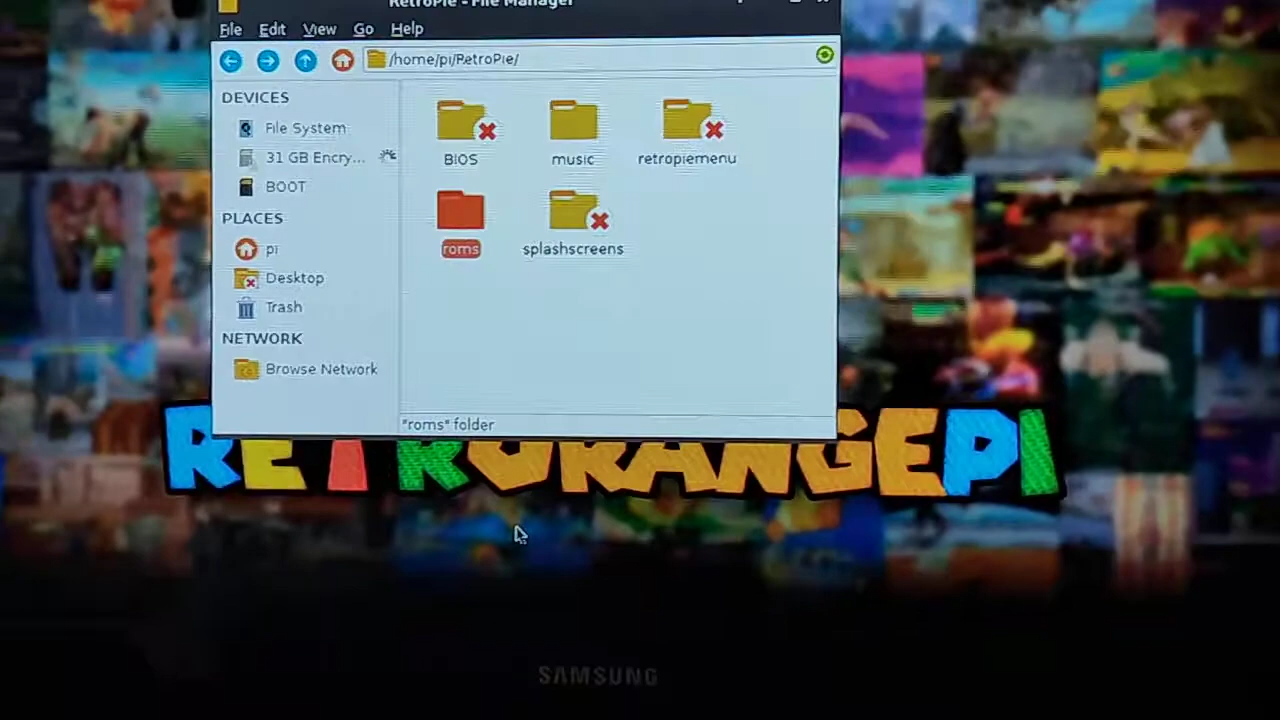 RetroPie - File Manager
File Edit View Go Help
/home/pi/RetroPie/
DEVICES
File System
31 GB Encry...
BOOT
PLACES
pi
Desktop
Trash
NETWORK
Browse Network
BIOS music retropiemenu
roms splashscreens
"roms" folder
RETRORANGEPI
SAMSUNG